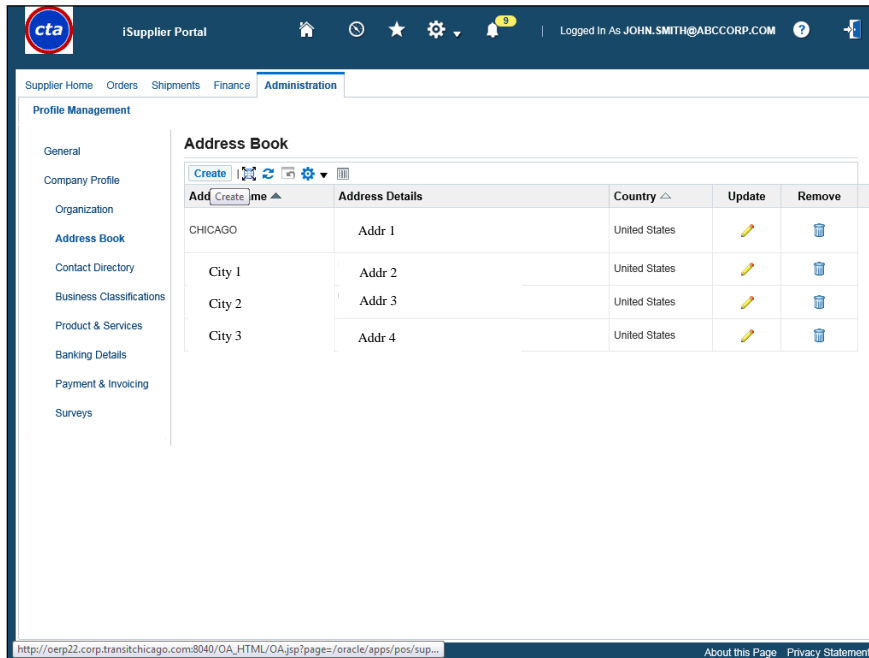 cta
iSupplier Portal
9
| Logged In As JOHN.SMITH@ABCCORP.COM ?
Supplier Home Orders Shipments Finance Administration
Profile Management
General
Company Profile
Organization
Address Book
Contact Directory
Business Classifications
Product & Services
Banking Details
Payment & Invoicing
Surveys
Address Book
Create
Add Create me Address Details Country Update Remove
CHICAGO Addr 1 United States
City 1 Addr 2 United States
City 2 Addr 3 United States
City 3 Addr 4 United States
http://oerp22.corp.transitchicago.com:8040/OA_HTML/OA.jsp?page=/oracle/apps/pos/sup...
About this Page Privacy Statement